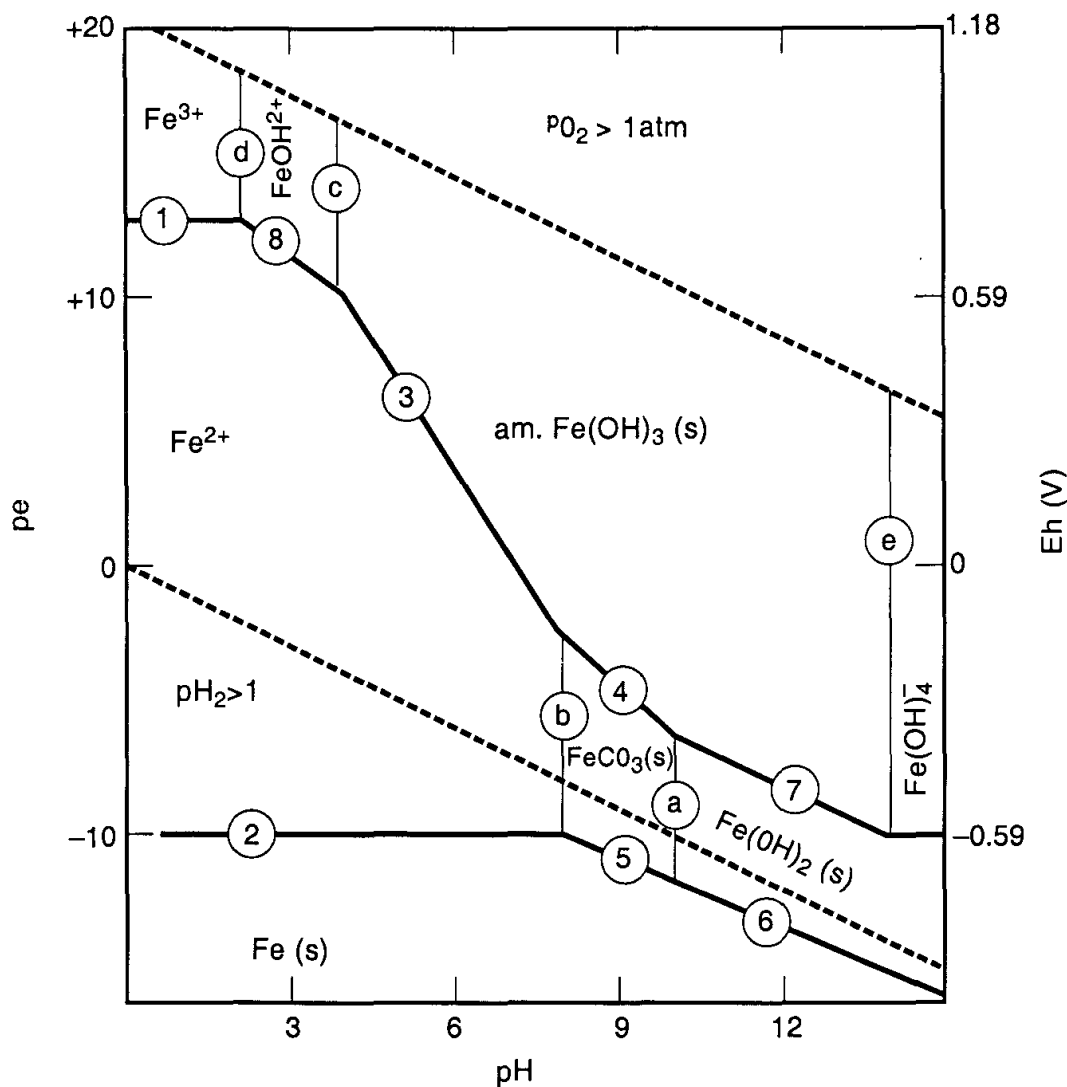 +20
1.18
Fe³⁺
d
FeOH²⁺
c
pO₂ > 1atm
1
8
+10
0.59
3
am. Fe(OH)₃ (s)
Fe²⁺
pe
Eh (V)
e
0
0
pH₂>1
b
4
FeC0₃(s)
a
7
Fe(OH)₄⁻
−10
2
5
Fe(0H)₂ (s)
−0.59
6
Fe (s)
3
6
9
12
pH